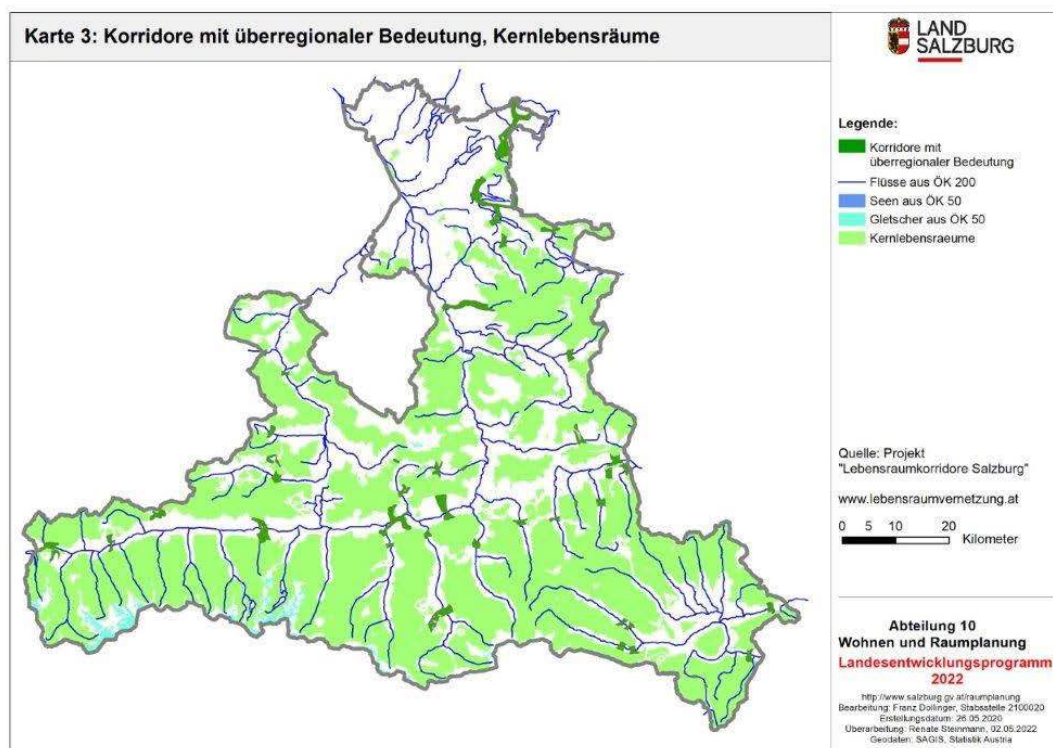 Karte 3: Korridore mit überregionaler Bedeutung, Kernlebensräume
LAND
SALZBURG
Legende:
Korridore mit
überregionaler Bedeutung
Flüsse aus ÖK 200
Seen aus ÖK 50
Gletscher aus ÖK 50
Kernlebensraeume
Quelle: Projekt
"Lebensraumkorridore Salzburg"
www.lebensraumvernetzung.at
0 5 10 20
Kilometer
Abteilung 10
Wohnen und Raumplanung
Landesentwicklungsprogramm
2022
http://www.salzburg.gv.at/raumplanung
Bearbeitung: Franz Dollinger, Stabsstelle 2100020
Erstellungsdatum: 26.05.2020
Überarbeitung: Renate Steinmann, 02.05.2022
Geodaten: SAGIS, Statistik Austria